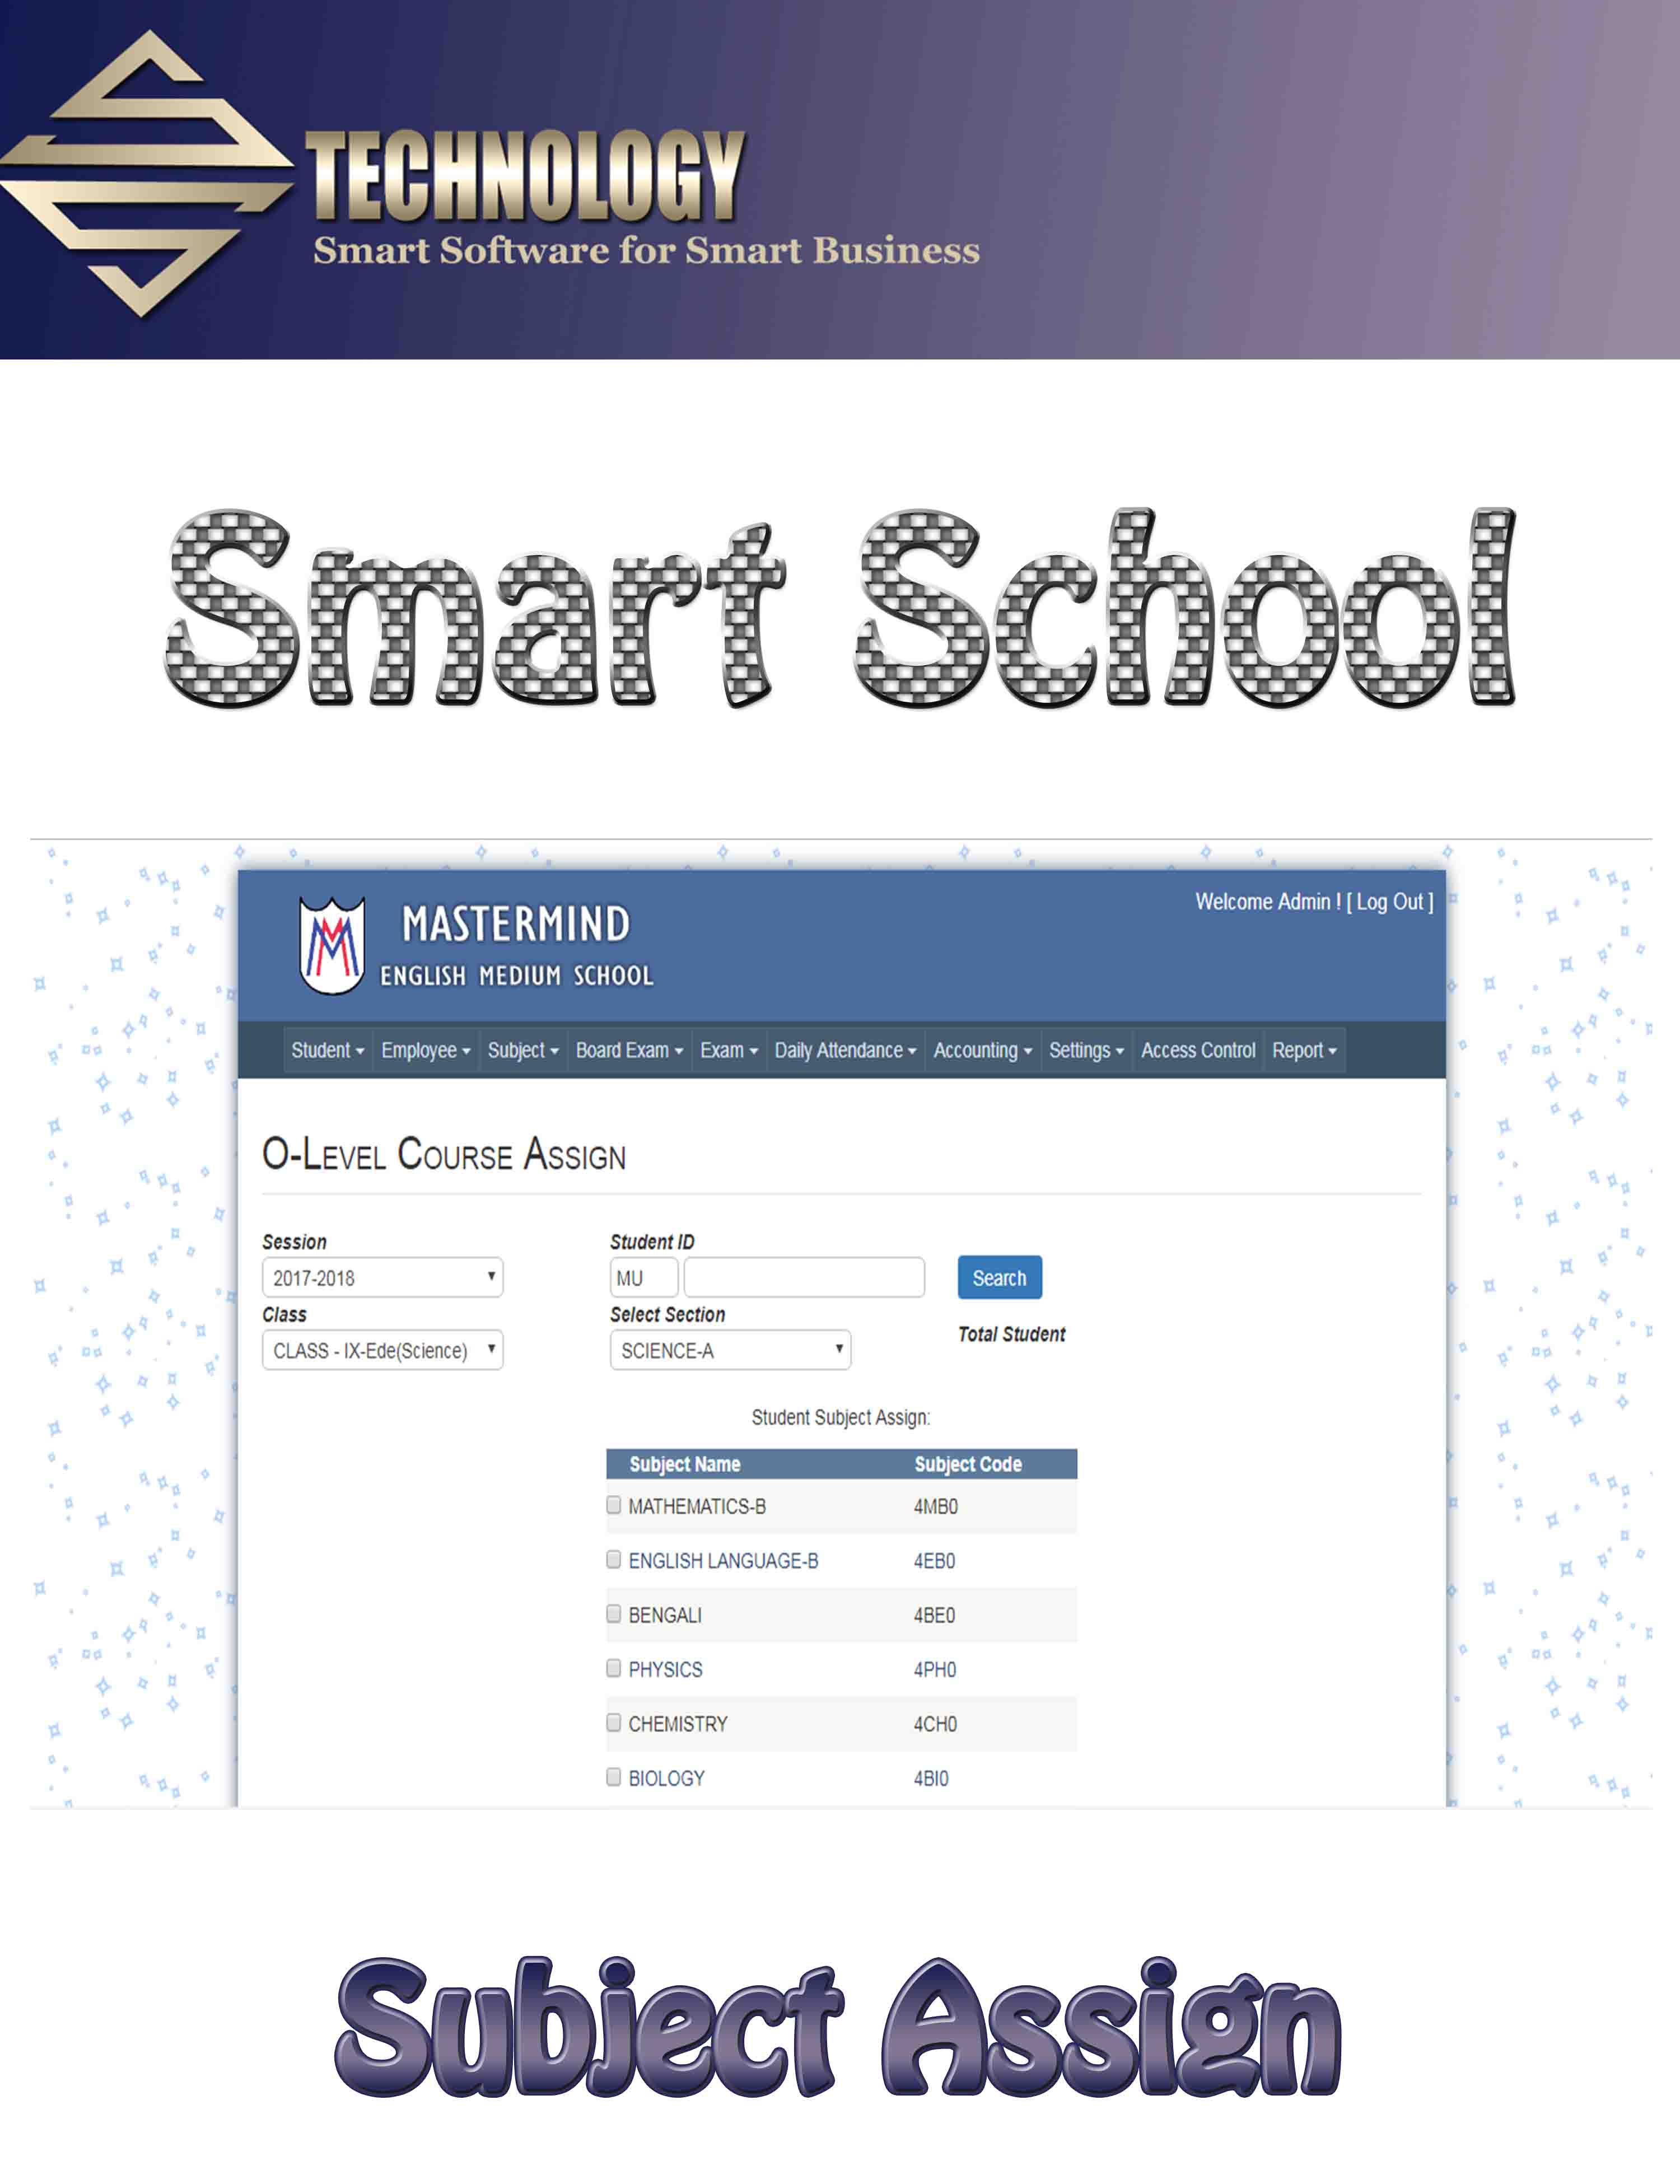 TECHNOLOGY
Smart Software for Smart Business
Smart School
Welcome Admin ! [ Log Out ]
MASTERMIND
ENGLISH MEDIUM SCHOOL
Student Employee Subject Board Exam Exam Daily Attendance Accounting Settings Access Control Report
O-LEVEL COURSE ASSIGN
Session Student ID
2017-2018 MU Search
Class Select Section
CLASS - IX-Ede(Science) SCIENCE-A Total Student
Student Subject Assign:
Subject Name Subject Code
MATHEMATICS-B 4MB0
ENGLISH LANGUAGE-B 4EB0
BENGALI 4BE0
PHYSICS 4PH0
CHEMISTRY 4CH0
BIOLOGY 4BI0
Subject Assign